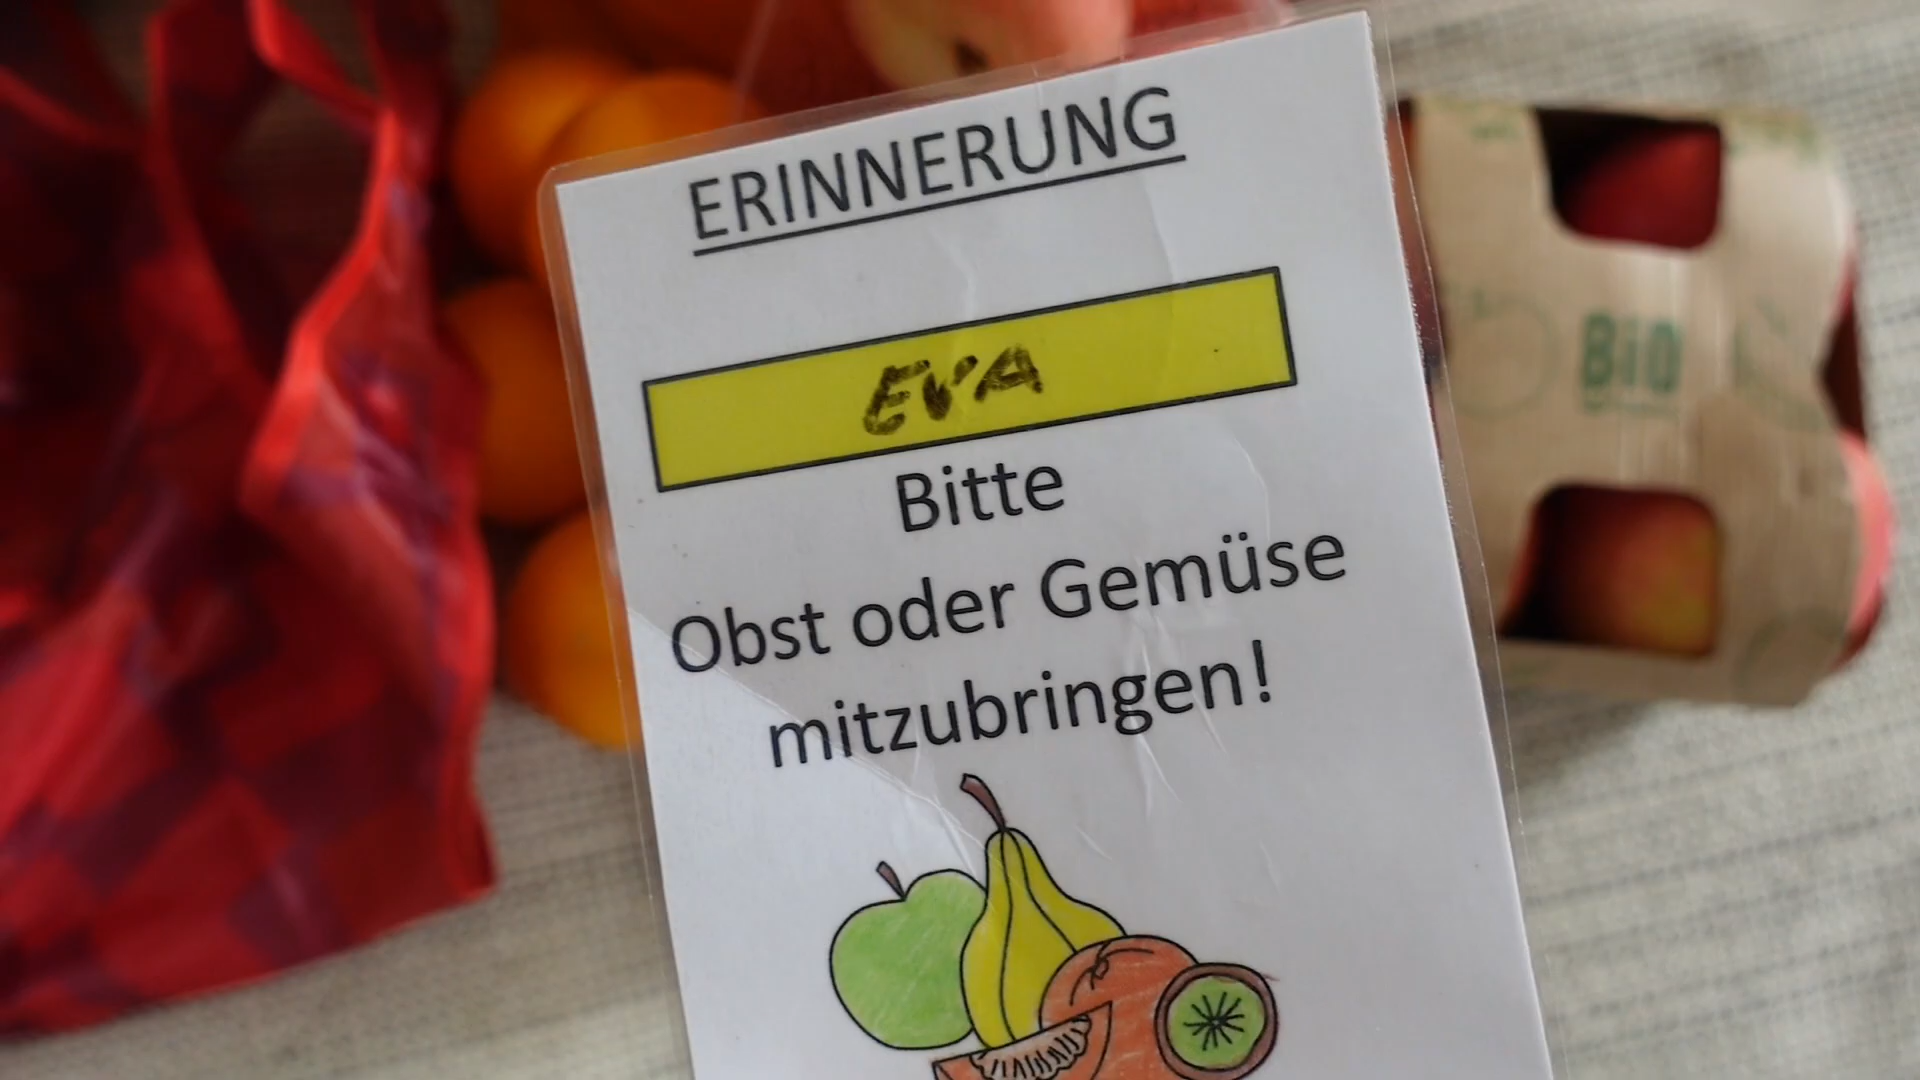 ERINNERUNG
EVA
Bitte
Obst oder Gemüse
mitzubringen!
BiO